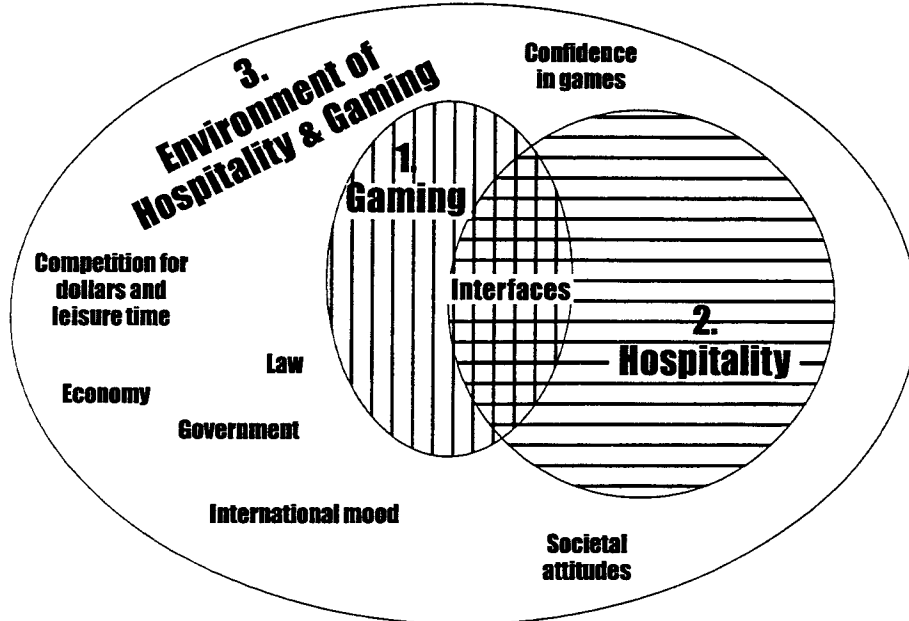 3.
Environment of
Hospitality & Gaming
Confidence
in games
1.
Gaming
Competition for
dollars and
leisure time
Interfaces
2.
Hospitality
Law
Economy
Government
International mood
Societal
attitudes